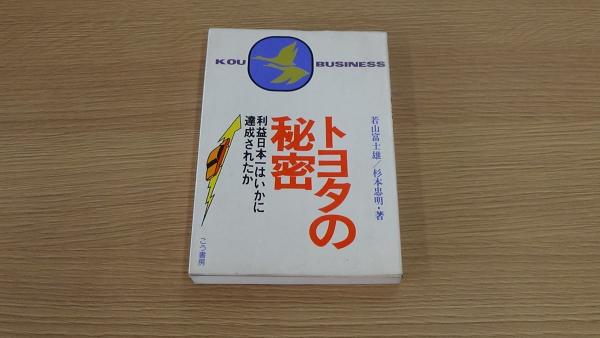 KOU BUSINESS
トヨタの
秘密
利益日本一はいかに
達成されたか
若山富士雄／杉本忠明・著
こう書房